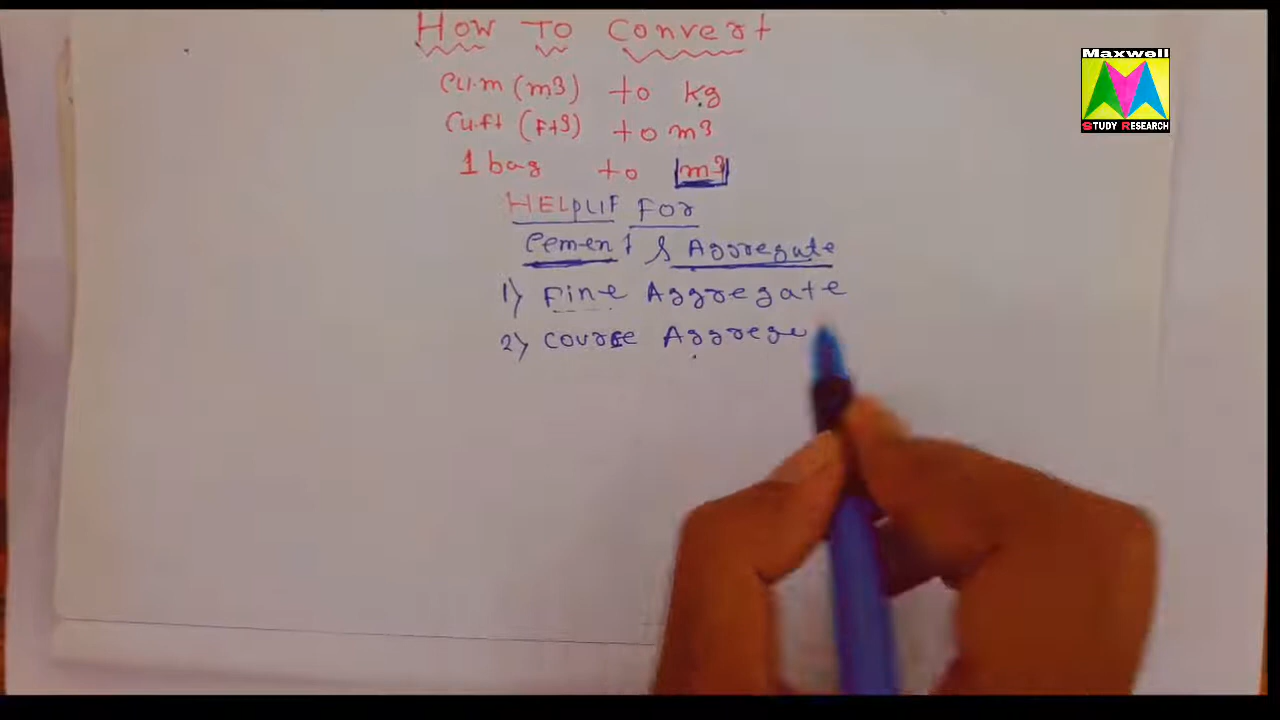 How To Convert
Cu.m (m3) to kg
Cu.ft (Ft3) to m3
1 bag to m3
HELPLIF For
Cement & Aggregate
1) Fine Aggregate
2) Course Aggrege
Maxwell
STUDY RESEARCH